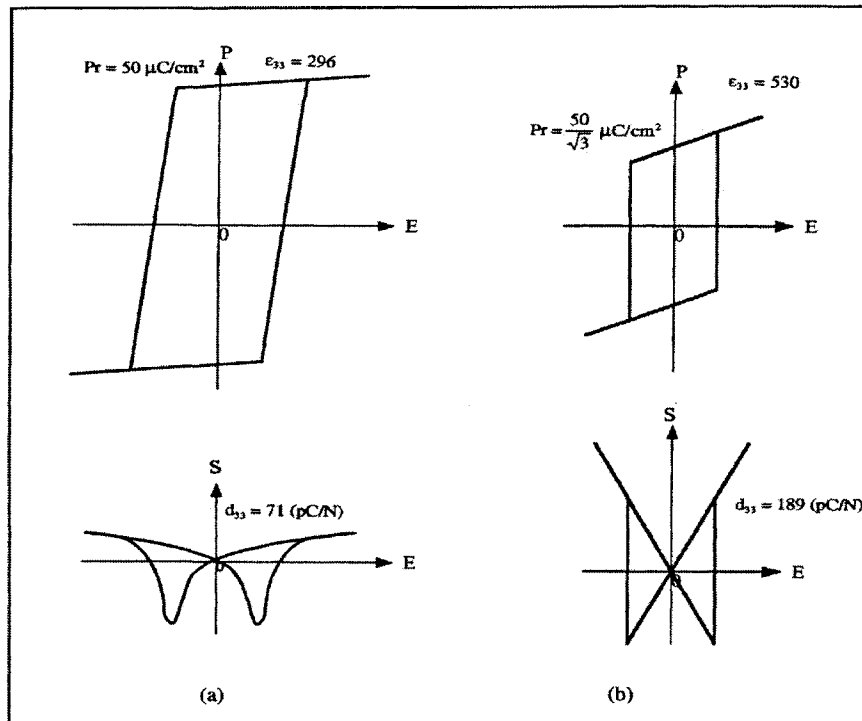 P
Pr = 50 μC/cm²
ε₃₃ = 296
E
0
S
d₃₃ = 71 (pC/N)
E
0
(a)
P
ε₃₃ = 530
Pr = 50/√3 μC/cm²
E
0
S
d₃₃ = 189 (pC/N)
E
0
(b)